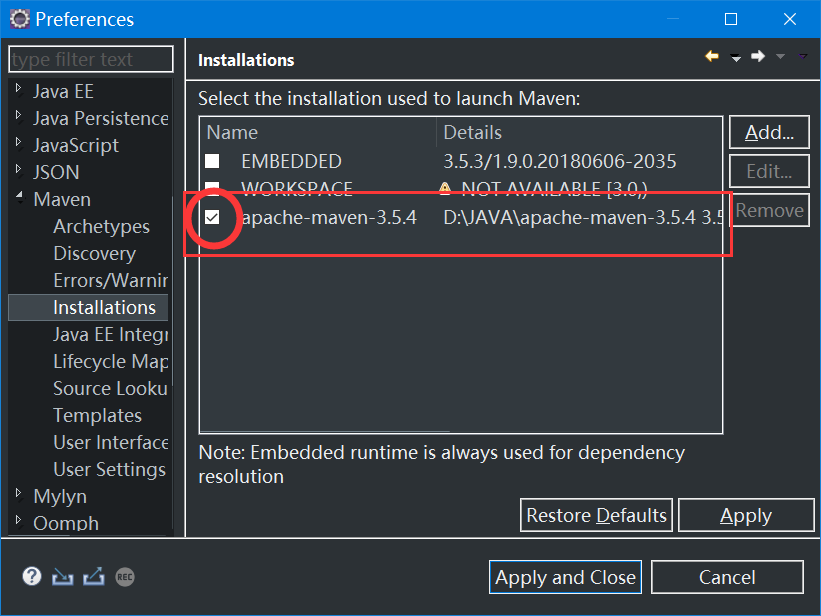 Preferences
type filter text
Java EE
Java Persistence
JavaScript
JSON
Maven
Archetypes
Discovery
Errors/Warnin
Installations
Java EE Integr
Lifecycle Map
Source Looku
Templates
User Interface
User Settings
Mylyn
Oomph
Installations
Select the installation used to launch Maven:
Name Details
EMBEDDED 3.5.3/1.9.0.20180606-2035
WORKSPACE NOT AVAILABLE [3.0,)
apache-maven-3.5.4 D:\JAVA\apache-maven-3.5.4 3.5
Add...
Edit...
Remove
Note: Embedded runtime is always used for dependency
resolution
Restore Defaults Apply
REC
Apply and Close Cancel